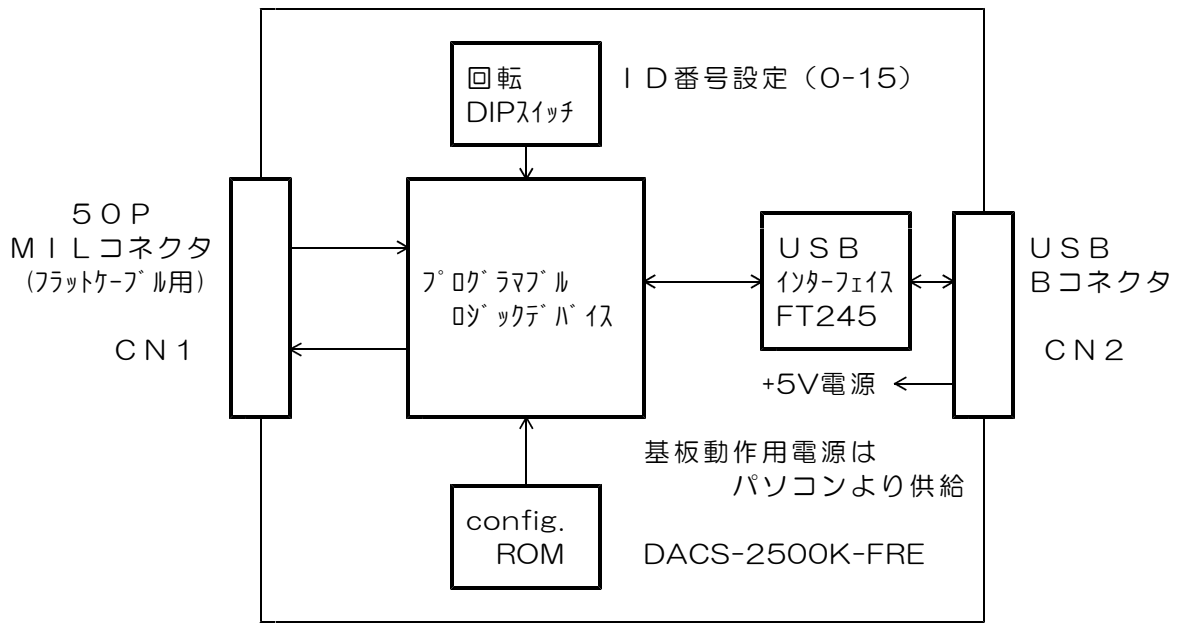 回転
DIPｽｲｯﾁ
ＩＤ番号設定（0-15）
５０Ｐ
ＭＩＬコネクタ
(ﾌﾗｯﾄｹｰﾌﾞﾙ用)
ＣＮ１
ﾌﾟﾛｸﾞﾗﾏﾌﾞﾙ
ﾛｼﾞｯｸﾃﾞﾊﾞｲｽ
ＵＳＢ
ｲﾝﾀｰﾌｪｲｽ
FT245
ＵＳＢ
Ｂコネクタ
ＣＮ２
+5V電源
基板動作用電源は
パソコンより供給
config.
ROM
DACS-2500K-FRE